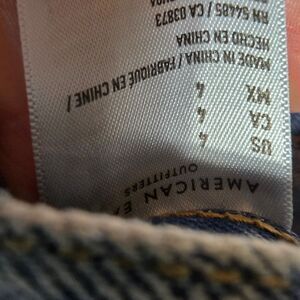 AMERICAN EA
OUTFITTERS
US 4
CA 4
MX 4
MADE IN CHINA / FABRIQUÉ EN CHINE /
HECHO EN CHINA
RN 54485 / CA 03873